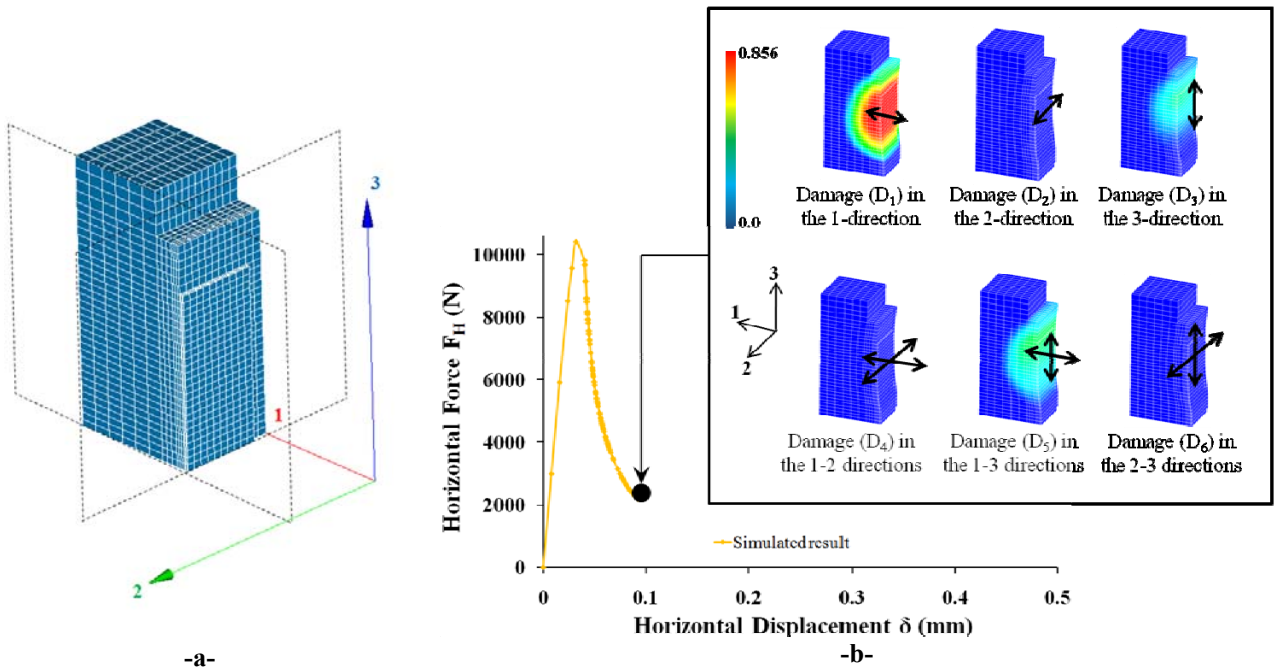 3
1
2
-a-
Horizontal Force F_H (N)
10000
8000
6000
4000
2000
0
0
0.1
0.2
0.3
0.4
0.5
Horizontal Displacement δ (mm)
Simulated result
-b-
0.856
0.0
Damage (D₁) in
the 1-direction
Damage (D₂) in
the 2-direction
Damage (D₃) in
the 3-direction
3
1
2
Damage (D₄) in
the 1-2 directions
Damage (D₅) in
the 1-3 directions
Damage (D₆) in
the 2-3 directions